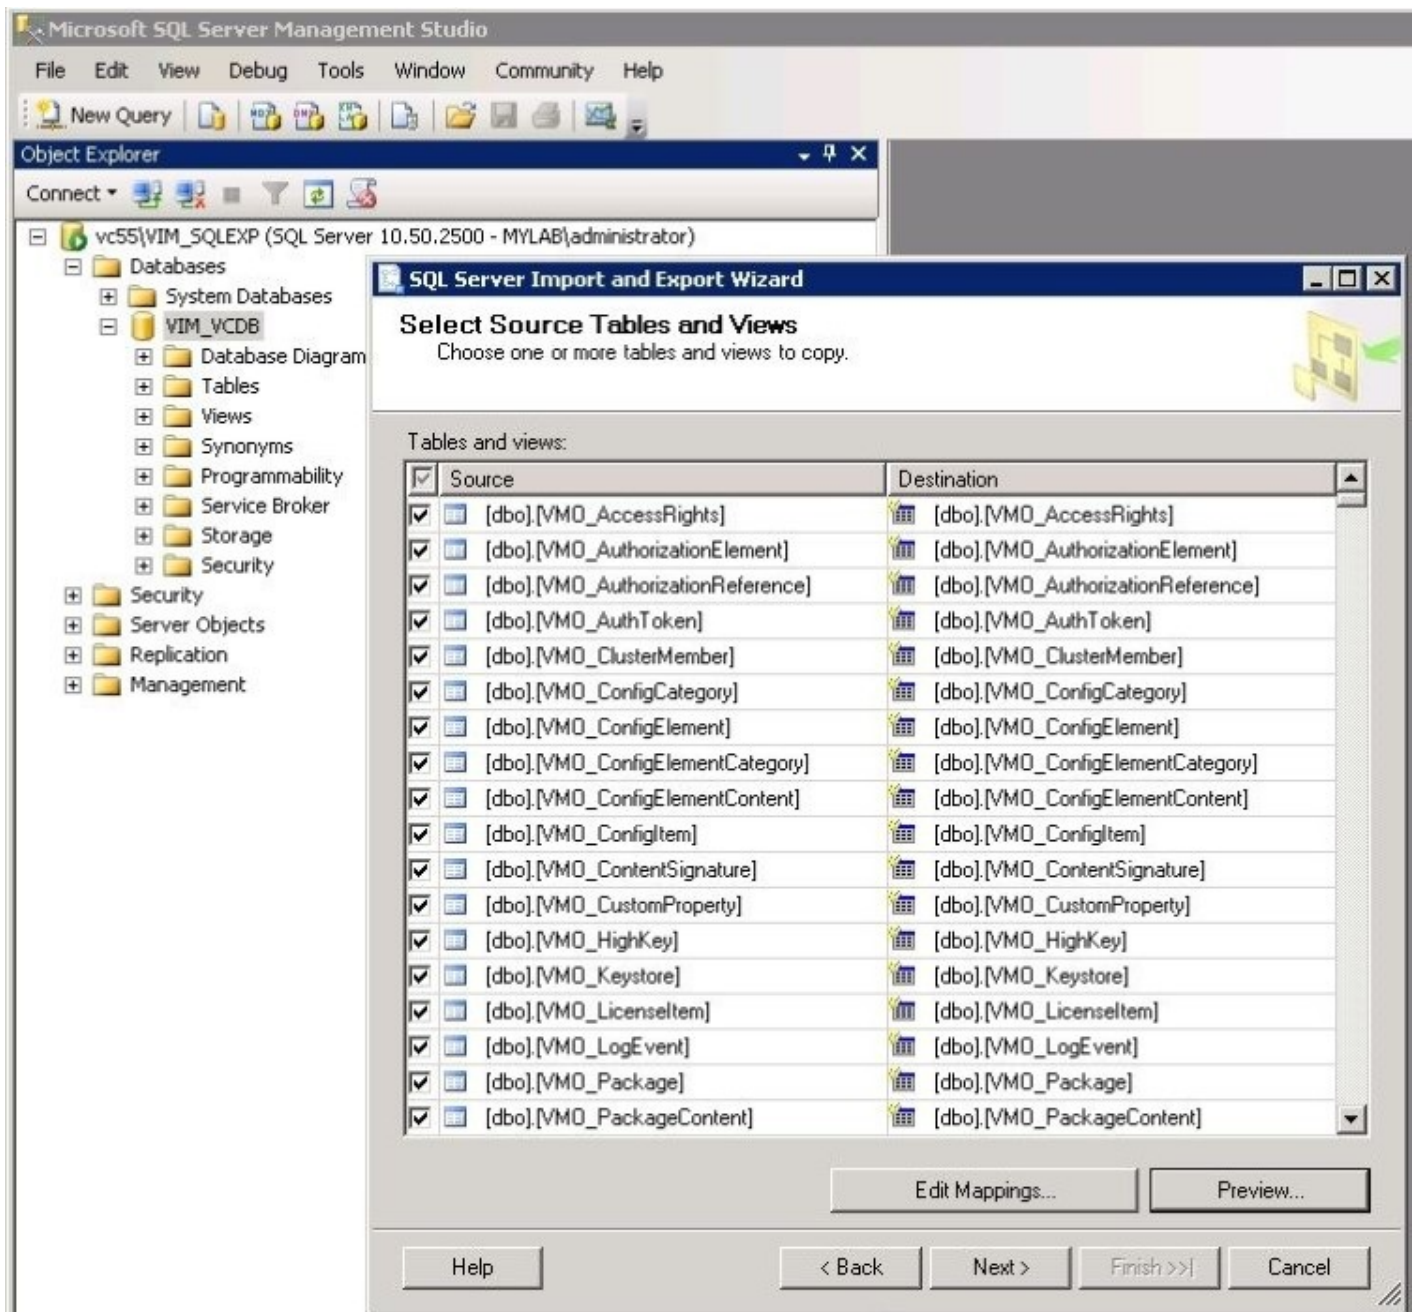 Microsoft SQL Server Management Studio
File Edit View Debug Tools Window Community Help
New Query
Object Explorer
Connect
vc55\VIM_SQLEXP (SQL Server 10.50.2500 - MYLAB\administrator)
Databases
System Databases
VIM_VCDB
Database Diagram
Tables
Views
Synonyms
Programmability
Service Broker
Storage
Security
Security
Server Objects
Replication
Management
SQL Server Import and Export Wizard
Select Source Tables and Views
Choose one or more tables and views to copy.
Tables and views:
Source Destination
[dbo].[VMO_AccessRights] [dbo].[VMO_AccessRights]
[dbo].[VMO_AuthorizationElement] [dbo].[VMO_AuthorizationElement]
[dbo].[VMO_AuthorizationReference] [dbo].[VMO_AuthorizationReference]
[dbo].[VMO_AuthToken] [dbo].[VMO_AuthToken]
[dbo].[VMO_ClusterMember] [dbo].[VMO_ClusterMember]
[dbo].[VMO_ConfigCategory] [dbo].[VMO_ConfigCategory]
[dbo].[VMO_ConfigElement] [dbo].[VMO_ConfigElement]
[dbo].[VMO_ConfigElementCategory] [dbo].[VMO_ConfigElementCategory]
[dbo].[VMO_ConfigElementContent] [dbo].[VMO_ConfigElementContent]
[dbo].[VMO_ConfigItem] [dbo].[VMO_ConfigItem]
[dbo].[VMO_ContentSignature] [dbo].[VMO_ContentSignature]
[dbo].[VMO_CustomProperty] [dbo].[VMO_CustomProperty]
[dbo].[VMO_HighKey] [dbo].[VMO_HighKey]
[dbo].[VMO_Keystore] [dbo].[VMO_Keystore]
[dbo].[VMO_LicenseItem] [dbo].[VMO_LicenseItem]
[dbo].[VMO_LogEvent] [dbo].[VMO_LogEvent]
[dbo].[VMO_Package] [dbo].[VMO_Package]
[dbo].[VMO_PackageContent] [dbo].[VMO_PackageContent]
Edit Mappings... Preview...
Help < Back Next > Finish >>| Cancel